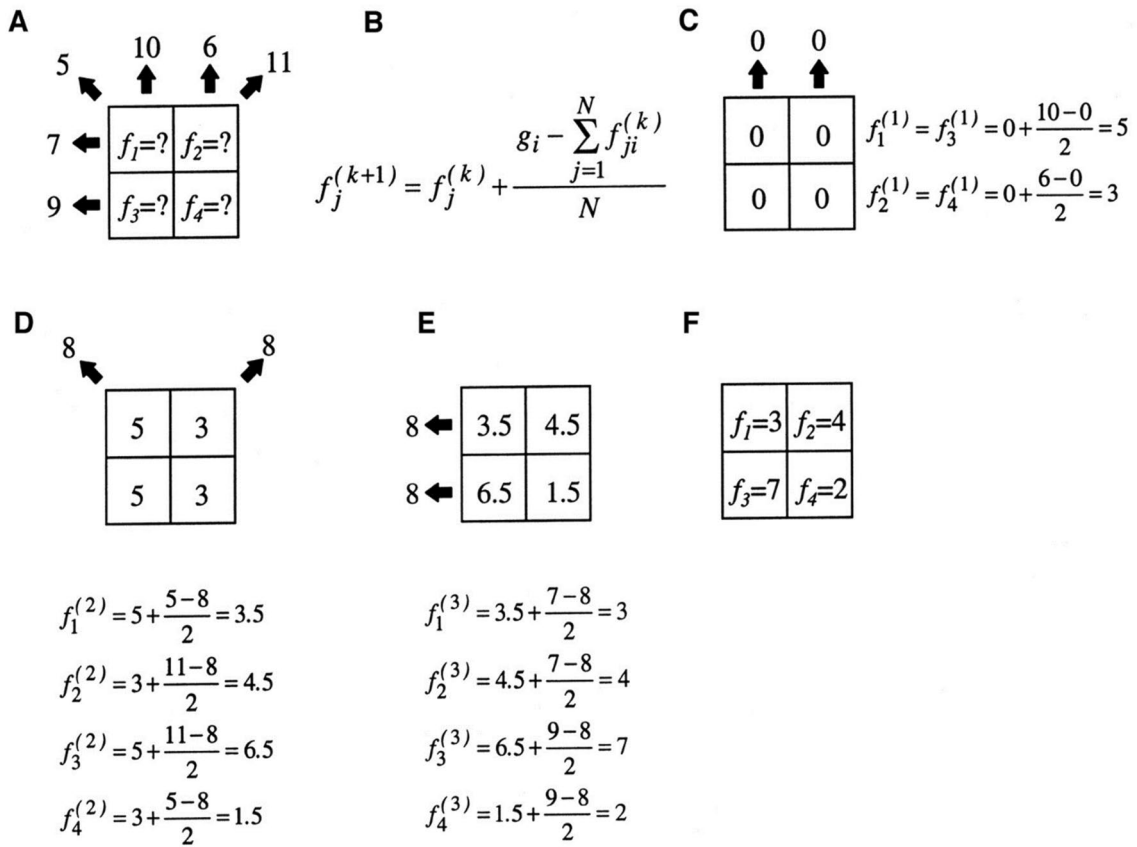 A
5 10 6 11
7 f₁=? f₂=?
9 f₃=? f₄=?
B
f_j^(k+1) = f_j^(k) + (g_i − ∑_{j=1}^{N} f_{ji}^(k)) / N
C
0 0
0 0
0 0
f₁^(1) = f₃^(1) = 0 + (10−0)/2 = 5
f₂^(1) = f₄^(1) = 0 + (6−0)/2 = 3
D
8 8
5 3
5 3
f₁^(2) = 5 + (5−8)/2 = 3.5
f₂^(2) = 3 + (11−8)/2 = 4.5
f₃^(2) = 5 + (11−8)/2 = 6.5
f₄^(2) = 3 + (5−8)/2 = 1.5
E
8 3.5 4.5
8 6.5 1.5
f₁^(3) = 3.5 + (7−8)/2 = 3
f₂^(3) = 4.5 + (7−8)/2 = 4
f₃^(3) = 6.5 + (9−8)/2 = 7
f₄^(3) = 1.5 + (9−8)/2 = 2
F
f₁=3 f₂=4
f₃=7 f₄=2